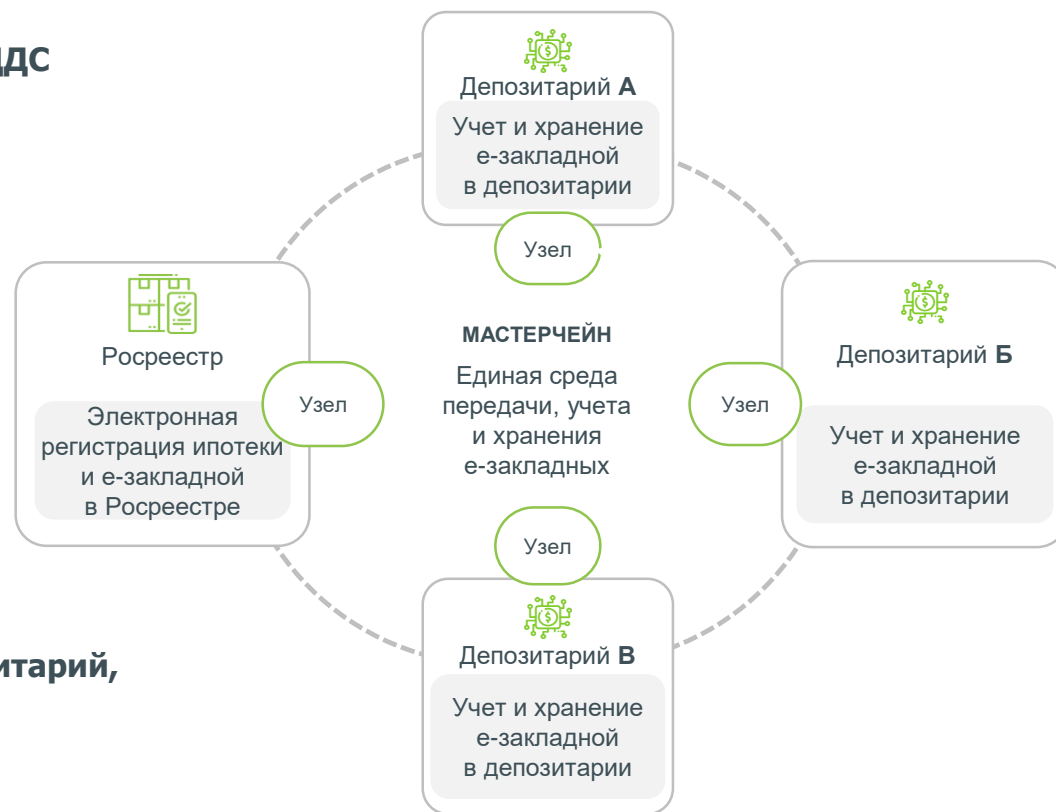 ДДС
Депозитарий А
Учет и хранение
е-закладной
в депозитарии
Узел
Росреестр
Узел
Электронная
регистрация ипотеки
и е-закладной
в Росреестре
МАСТЕРЧЕЙН
Единая среда
передачи, учета
и хранения
е-закладных
Депозитарий Б
Узел
Учет и хранение
е-закладной
в депозитарии
Узел
Депозитарий В
Учет и хранение
е-закладной
в депозитарии
итарий,